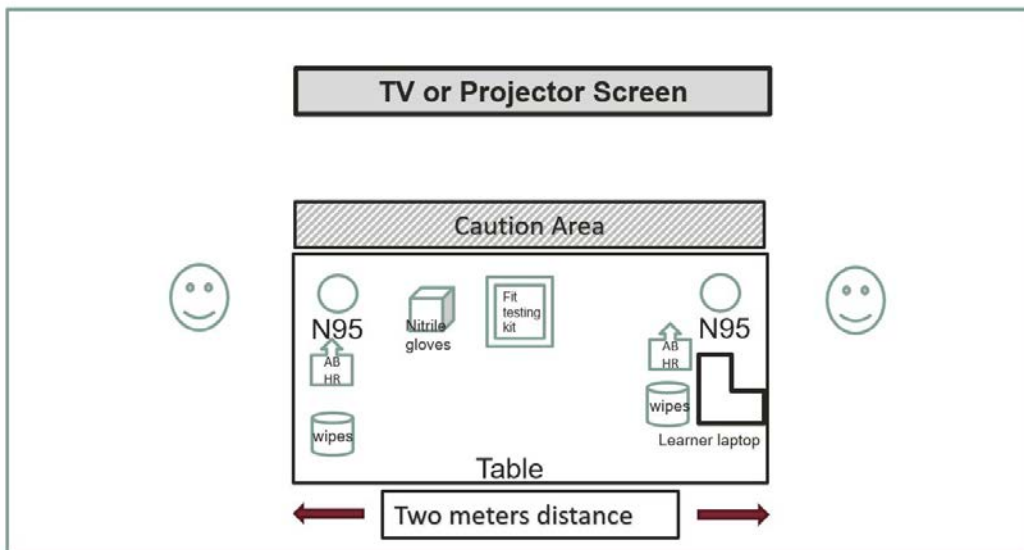 TV or Projector Screen
Caution Area
N95
AB
HR
wipes
Nitrile
gloves
Fit
testing
kit
N95
AB
HR
wipes
Learner laptop
Table
Two meters distance